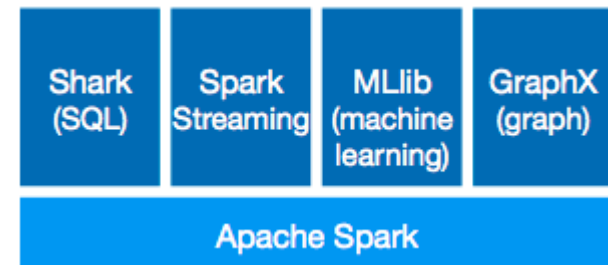 Shark
(SQL)
Spark
Streaming
MLlib
(machine
learning)
GraphX
(graph)
Apache Spark